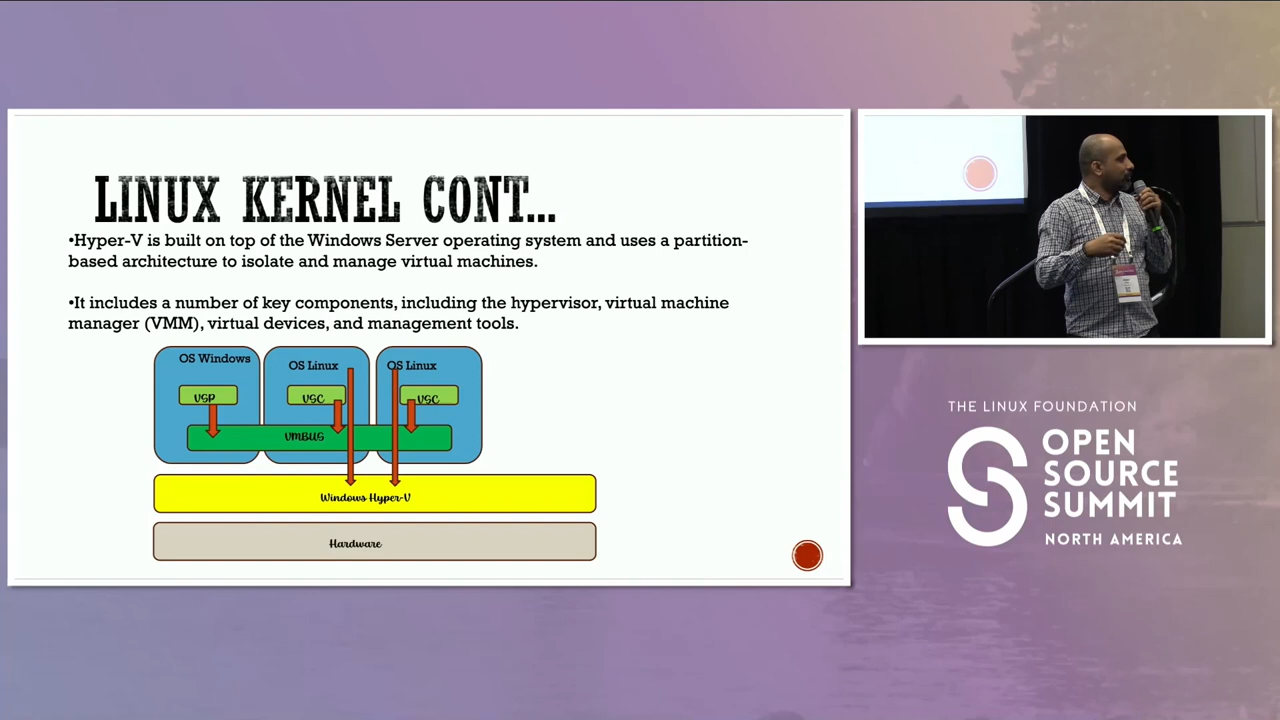 LINUX KERNEL CONT...
•Hyper-V is built on top of the Windows Server operating system and uses a partition-
based architecture to isolate and manage virtual machines.
•It includes a number of key components, including the hypervisor, virtual machine
manager (VMM), virtual devices, and management tools.
OS Windows
OS Linux
OS Linux
VSP
VSC
VSC
VMBUS
Windows Hyper-V
Hardware
THE LINUX FOUNDATION
OPEN
SOURCE
SUMMIT
NORTH AMERICA